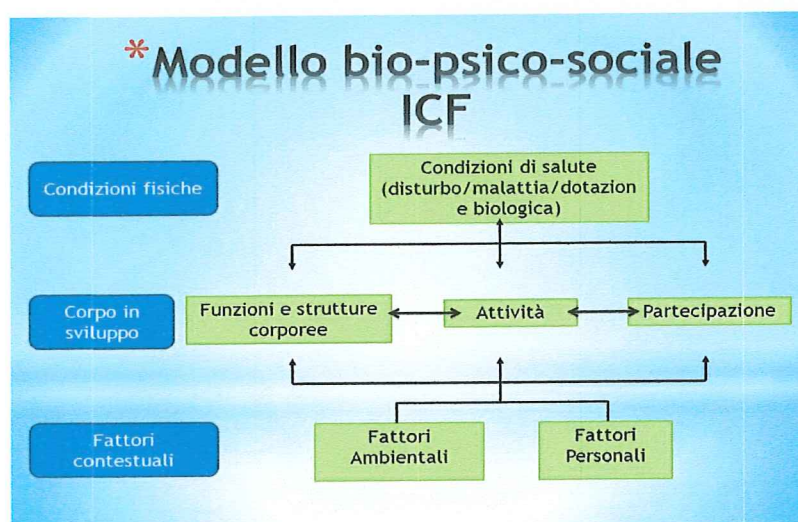 *Modello bio-psico-sociale
ICF
Condizioni fisiche
Condizioni di salute
(disturbo/malattia/dotazion
e biologica)
Corpo in
sviluppo
Funzioni e strutture
corporee
Attività
Partecipazione
Fattori
contestuali
Fattori
Ambientali
Fattori
Personali